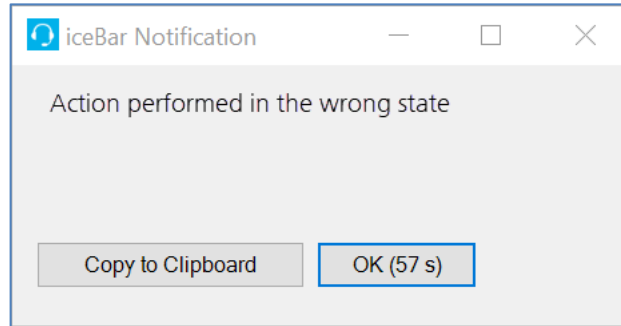 iceBar Notification
Action performed in the wrong state
Copy to Clipboard OK (57 s)